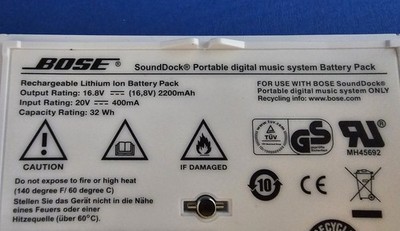 BOSE SoundDock® Portable digital music system Battery Pack
Rechargeable Lithium Ion Battery Pack
Output Rating: 16.8V ⎓ (16,8V) 2200mAh
Input Rating: 20V ⎓ 400mA
Capacity Rating: 32 Wh
FOR USE WITH BOSE SoundDock®
Portable digital music system ONLY
Recycling info: www.bose.com
CAUTION
IF DAMAGED
TÜV
GS
RU
MH45692
Do not expose to fire or high heat
(140 degree F/ 60 degree C)
Stellen Sie das Gerät nicht in die Nähe
eines Feuers oder einer
Hitzequelle (über 60°C).
10